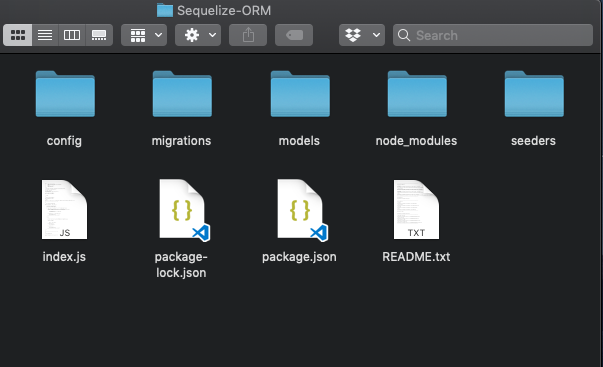 Sequelize-ORM
Search
config
migrations
models
node_modules
seeders
JS
{ }
{ }
TXT
index.js
package-
lock.json
package.json
README.txt